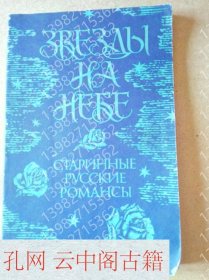 ЗВЕЗДЫ
НА
НЕБЕ
СТАРИННЫЕ
РУССКИЕ
РОМАНСЫ
孔网 云中阁古籍